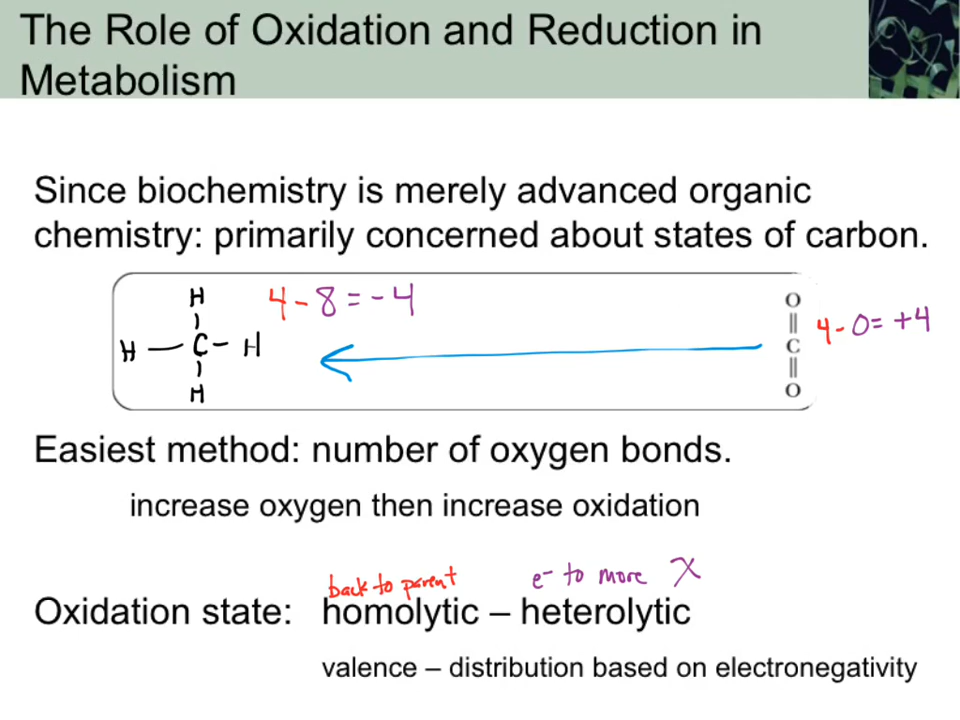 The Role of Oxidation and Reduction in
Metabolism
Since biochemistry is merely advanced organic
chemistry: primarily concerned about states of carbon.
H
4 - 8 = - 4
O
H — C - H
C
4 - 0 = + 4
H
O
Easiest method: number of oxygen bonds.
increase oxygen then increase oxidation
back to parent
e- to more X
Oxidation state: homolytic – heterolytic
valence – distribution based on electronegativity